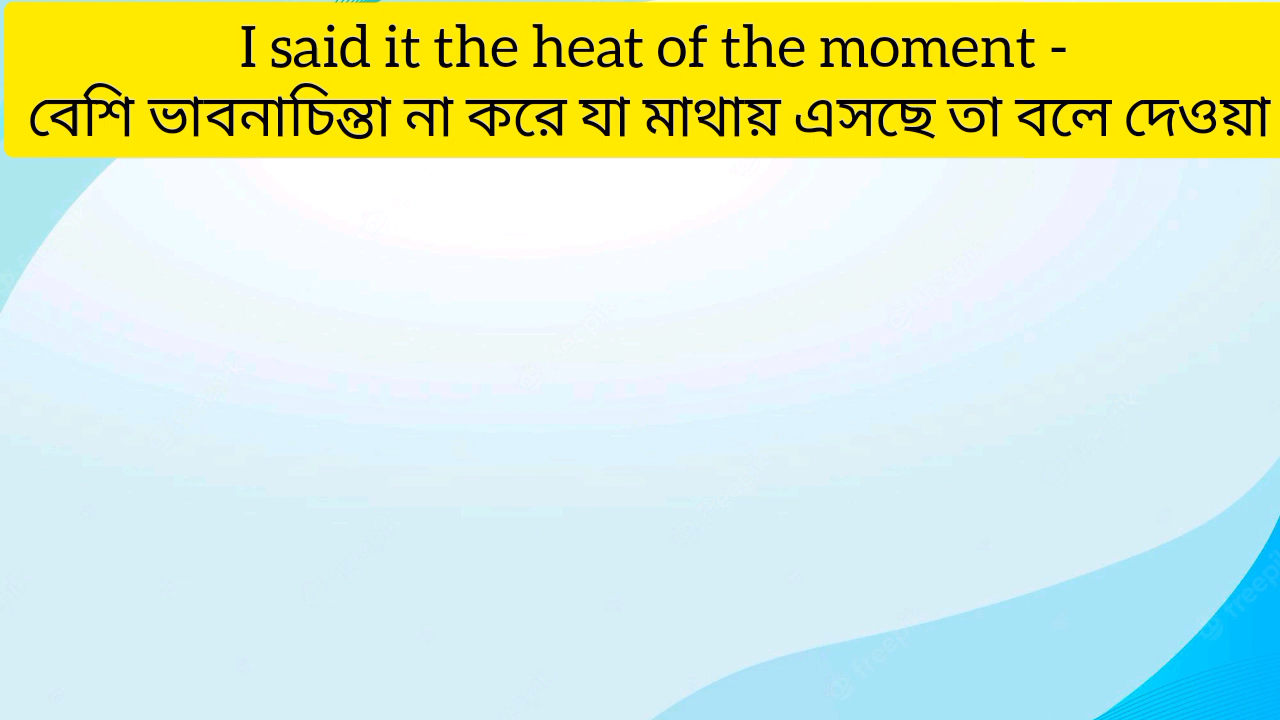 I said it the heat of the moment -
বেশি ভাবনাচিন্তা না করে যা মাথায় এসছে তা বলে দেওয়া